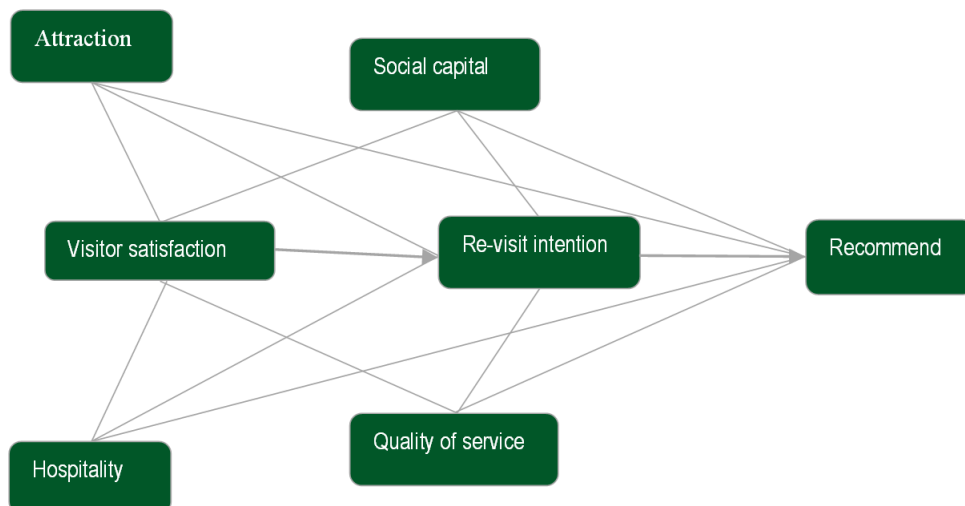 Attraction
Social capital
Visitor satisfaction
Re-visit intention
Recommend
Hospitality
Quality of service